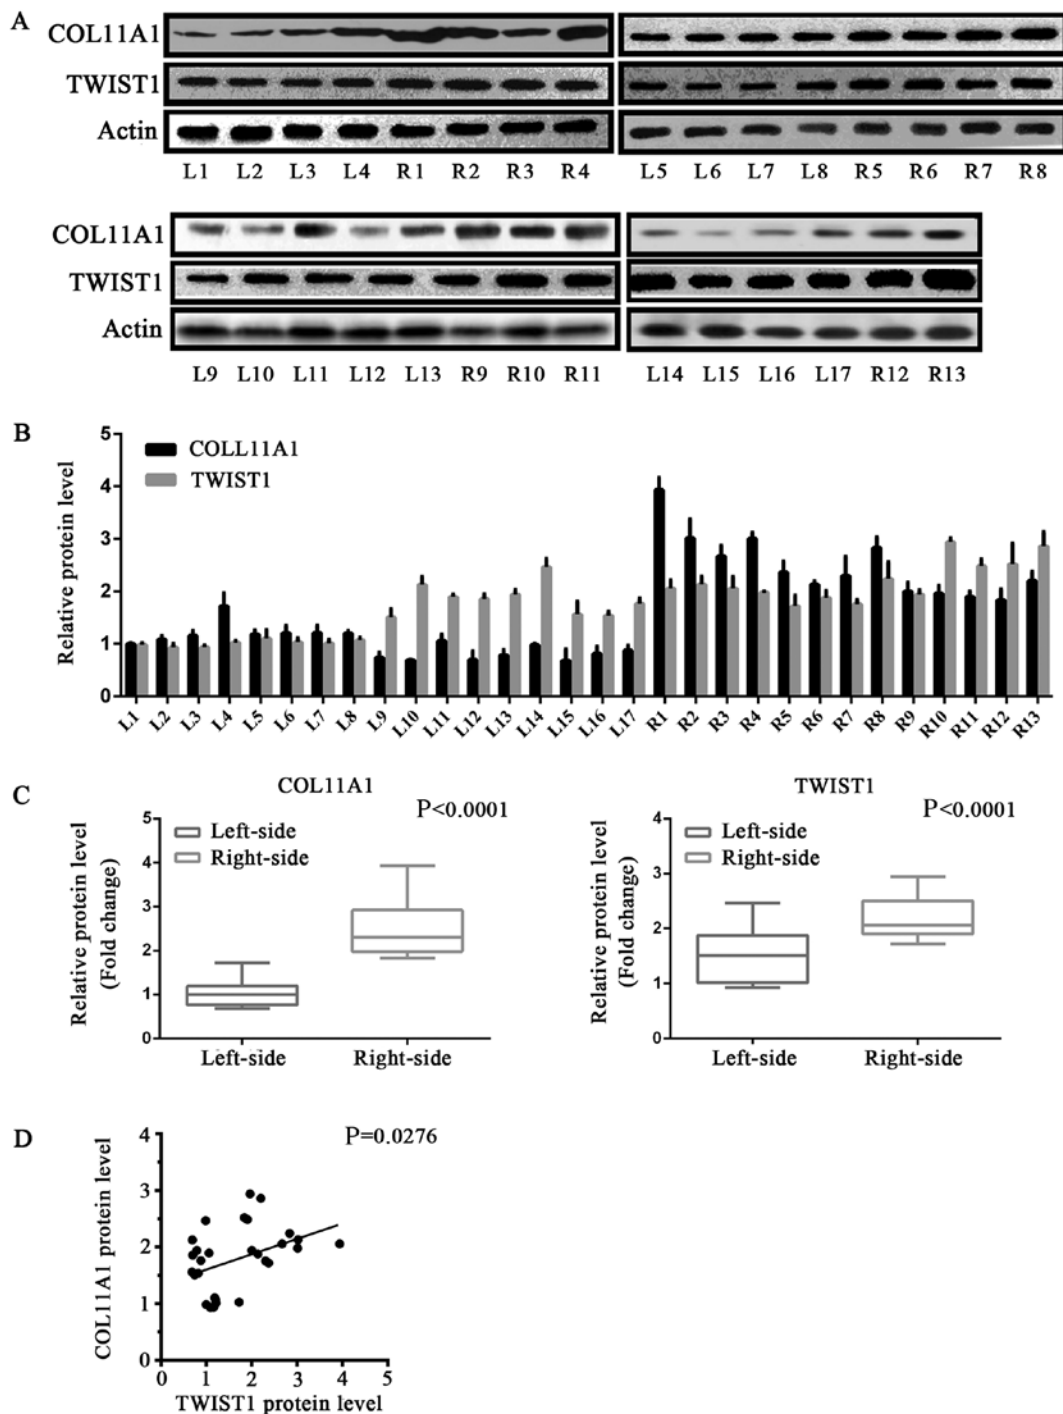 A
COL11A1
TWIST1
Actin
L1 L2 L3 L4 R1 R2 R3 R4 L5 L6 L7 L8 R5 R6 R7 R8
COL11A1
TWIST1
Actin
L9 L10 L11 L12 L13 R9 R10 R11 L14 L15 L16 L17 R12 R13
B
Relative protein level
5
4
3
2
1
0
COLL11A1
TWIST1
L1 L2 L3 L4 L5 L6 L7 L8 L9 L10 L11 L12 L13 L14 L15 L16 L17 R1 R2 R3 R4 R5 R6 R7 R8 R9 R10 R11 R12 R13
C
COL11A1
P<0.0001
Relative protein level
(Fold change)
5
4
3
2
1
0
Left-side
Right-side
Left-side Right-side
TWIST1
P<0.0001
Relative protein level
(Fold change)
4
3
2
1
0
Left-side
Right-side
Left-side Right-side
D
P=0.0276
COL11A1 protein level
4
3
2
1
0
0 1 2 3 4 5
TWIST1 protein level